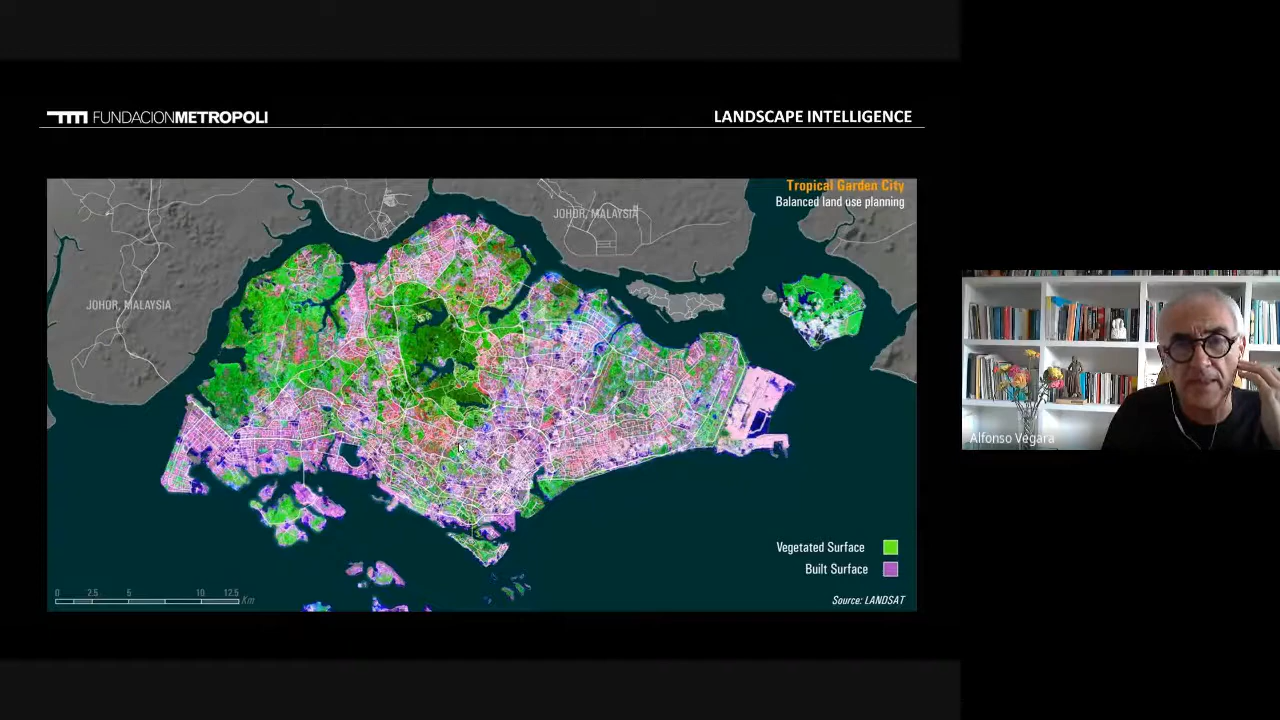 FUNDACIONMETROPOLI
LANDSCAPE INTELLIGENCE
Tropical Garden City
Balanced land use planning
JOHOR, MALAYSIA
JOHOR, MALAYSIA
Vegetated Surface
Built Surface
0 2.5 5 10 12.5 Km
Source: LANDSAT
Alfonso Vegara